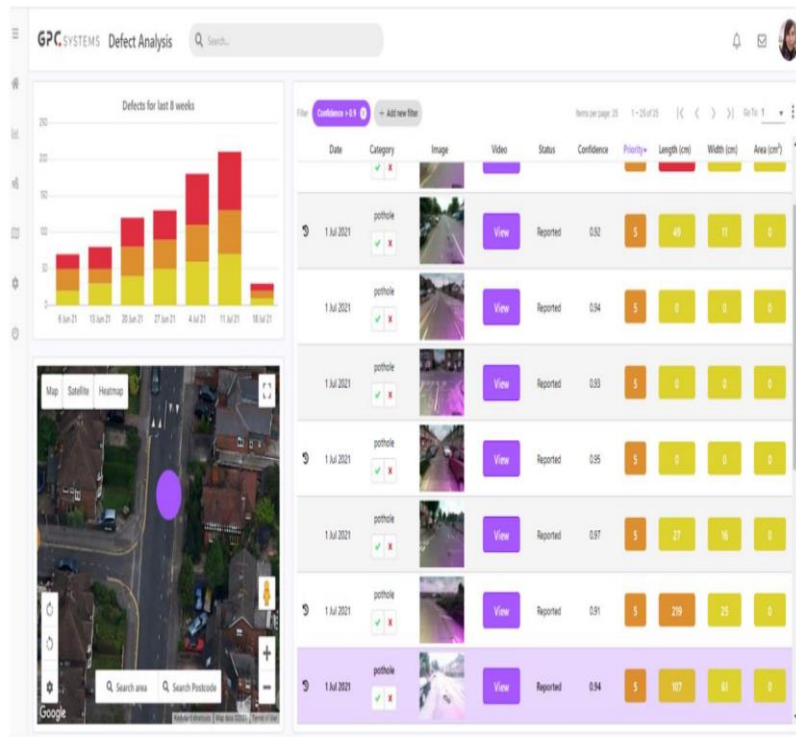 GPC SYSTEMS Defect Analysis
Search...
Defects for last 8 weeks
250
200
150
100
50
0
6 Jun 21 13 Jun 21 20 Jun 21 27 Jun 21 4 Jul 21 11 Jul 21 18 Jul 21
Map Satellite Heatmap
Search area Search Postcode
Google
Keyboard shortcuts Map data ©2021 Terms of Use
Filter Confidence > 0.9 + Add new filter
Items per page: 25 1 – 25 of 25 Go To: 1
Date Category Image Video Status Confidence Priority Length (cm) Width (cm) Area (cm²)
1 Jul 2021 pothole View Reported 0.92 5 49 11 0
1 Jul 2021 pothole View Reported 0.94 5 0 0 0
1 Jul 2021 pothole View Reported 0.93 5 0 0 0
1 Jul 2021 pothole View Reported 0.95 5 0 0 0
1 Jul 2021 pothole View Reported 0.97 5 27 16 0
1 Jul 2021 pothole View Reported 0.91 5 219 25 0
1 Jul 2021 pothole View Reported 0.94 5 107 61 0